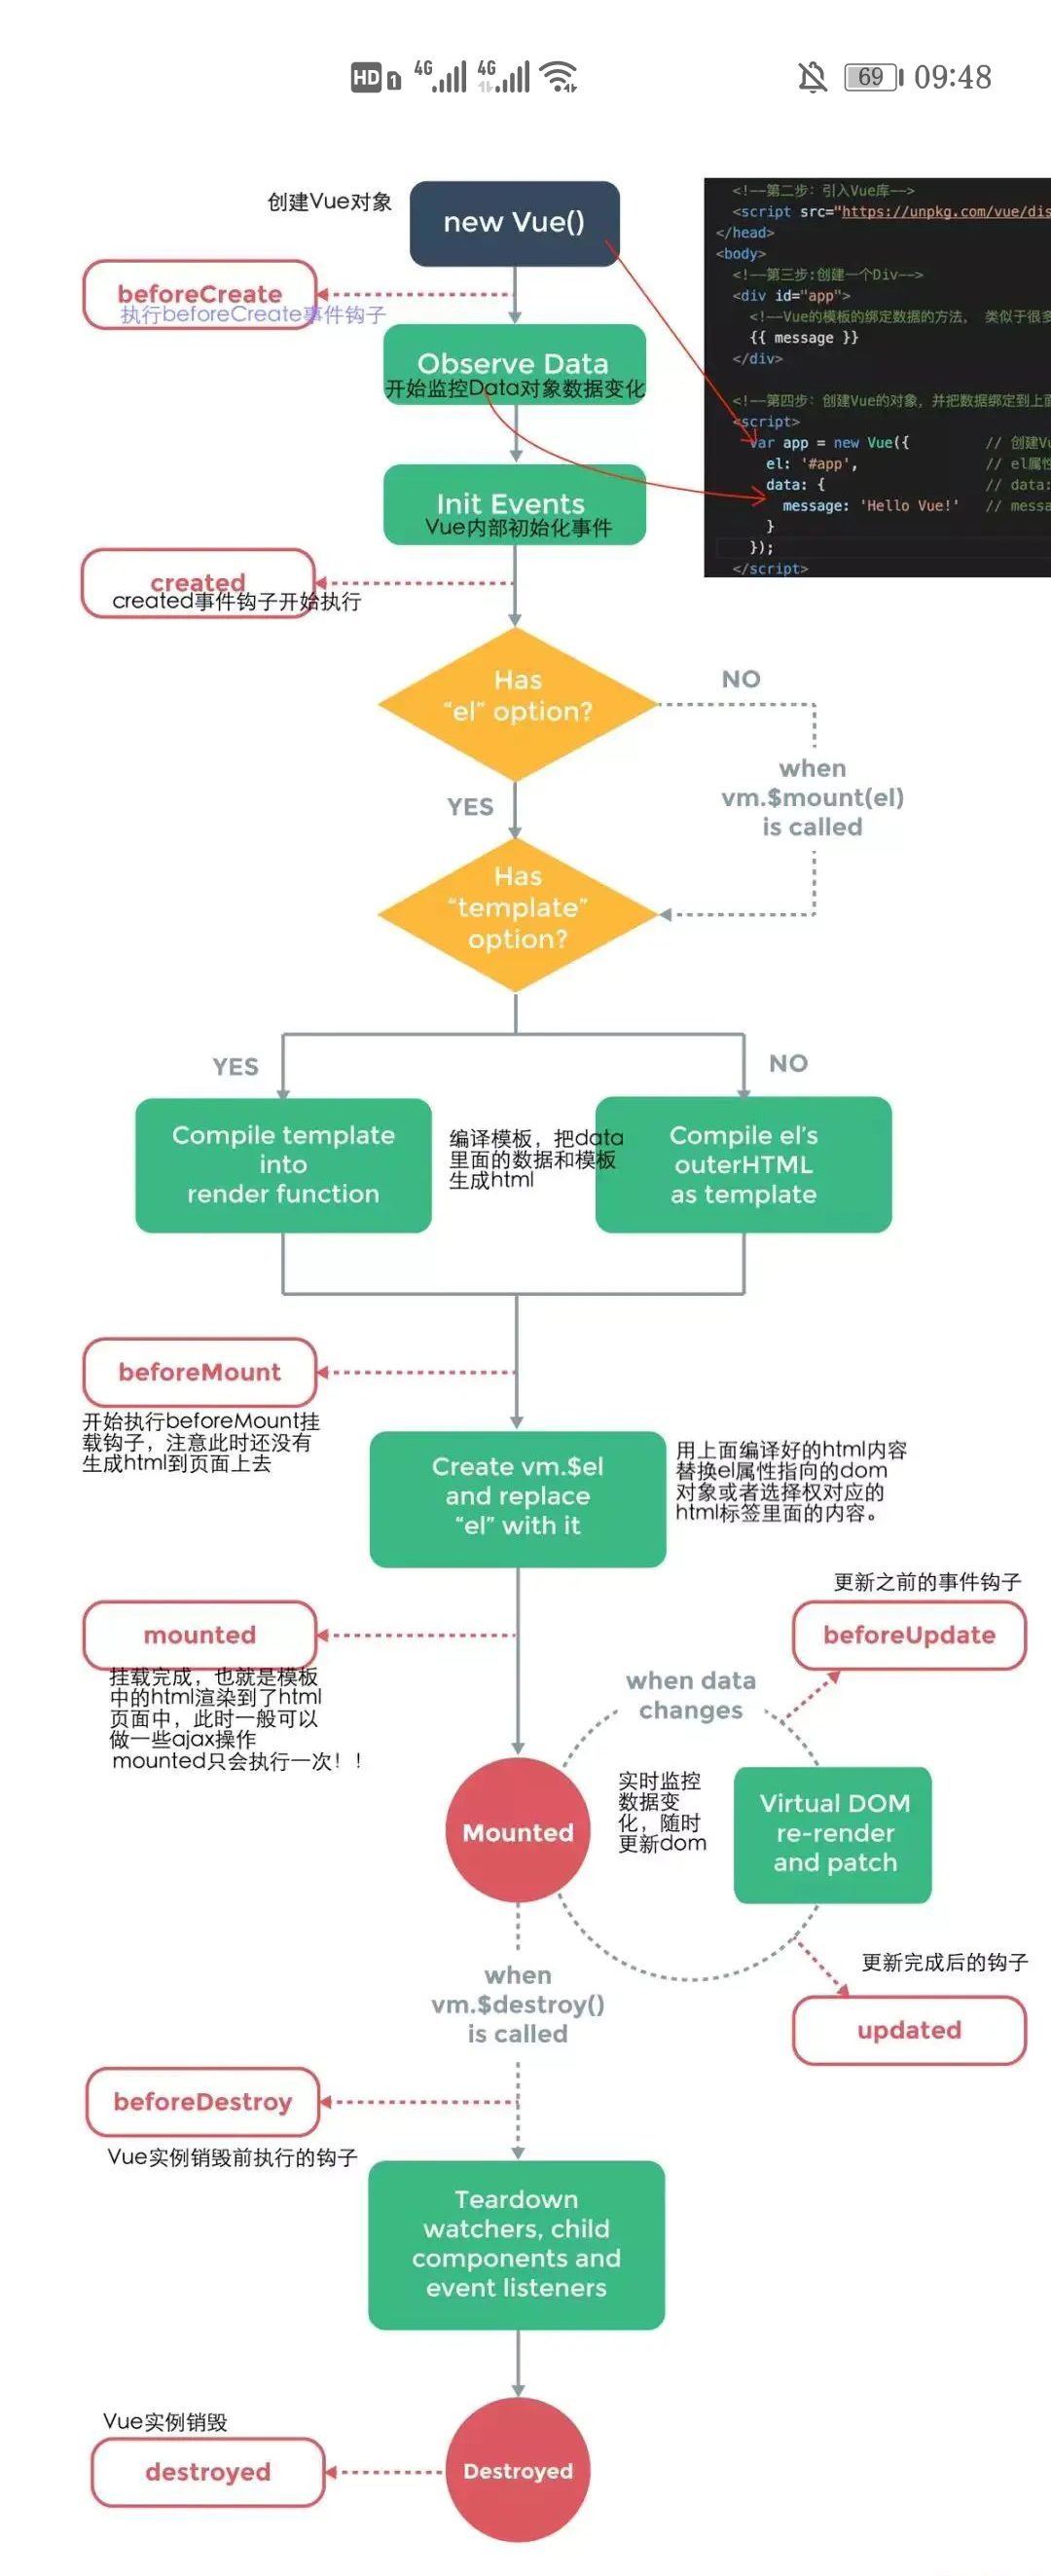 HD 1 4G 4G 69 09:48
创建Vue对象
new Vue()
beforeCreate
执行beforeCreate事件钩子
Observe Data
开始监控Data对象数据变化
Init Events
Vue内部初始化事件
created
created事件钩子开始执行
<!--第二步：引入Vue库-->
<script src="https://unpkg.com/vue/dis
</head>
<body>
<!--第三步:创建一个Div-->
<div id="app">
<!--Vue的模板的绑定数据的方法， 类似于很多
{{ message }}
</div>
<!--第四步：创建Vue的对象，并把数据绑定到上面
<script>
var app = new Vue({ // 创建Vu
el: '#app', // el属性
data: { // data:
message: 'Hello Vue!' // messa
}
});
</script>
Has
“el” option?
NO
YES
when
vm.$mount(el)
is called
Has
“template”
option?
YES
NO
Compile template
into
render function
编译模板，把data
里面的数据和模板
生成html
Compile el’s
outerHTML
as template
beforeMount
开始执行beforeMount挂
载钩子，注意此时还没有
生成html到页面上去
Create vm.$el
and replace
“el” with it
用上面编译好的html内容
替换el属性指向的dom
对象或者选择权对应的
html标签里面的内容。
mounted
挂载完成，也就是模板
中的html渲染到了html
页面中，此时一般可以
做一些ajax操作
mounted只会执行一次！！
更新之前的事件钩子
beforeUpdate
when data
changes
实时监控
数据变
化，随时
更新dom
Mounted
Virtual DOM
re-render
and patch
更新完成后的钩子
updated
when
vm.$destroy()
is called
beforeDestroy
Vue实例销毁前执行的钩子
Teardown
watchers, child
components and
event listeners
Vue实例销毁
destroyed
Destroyed